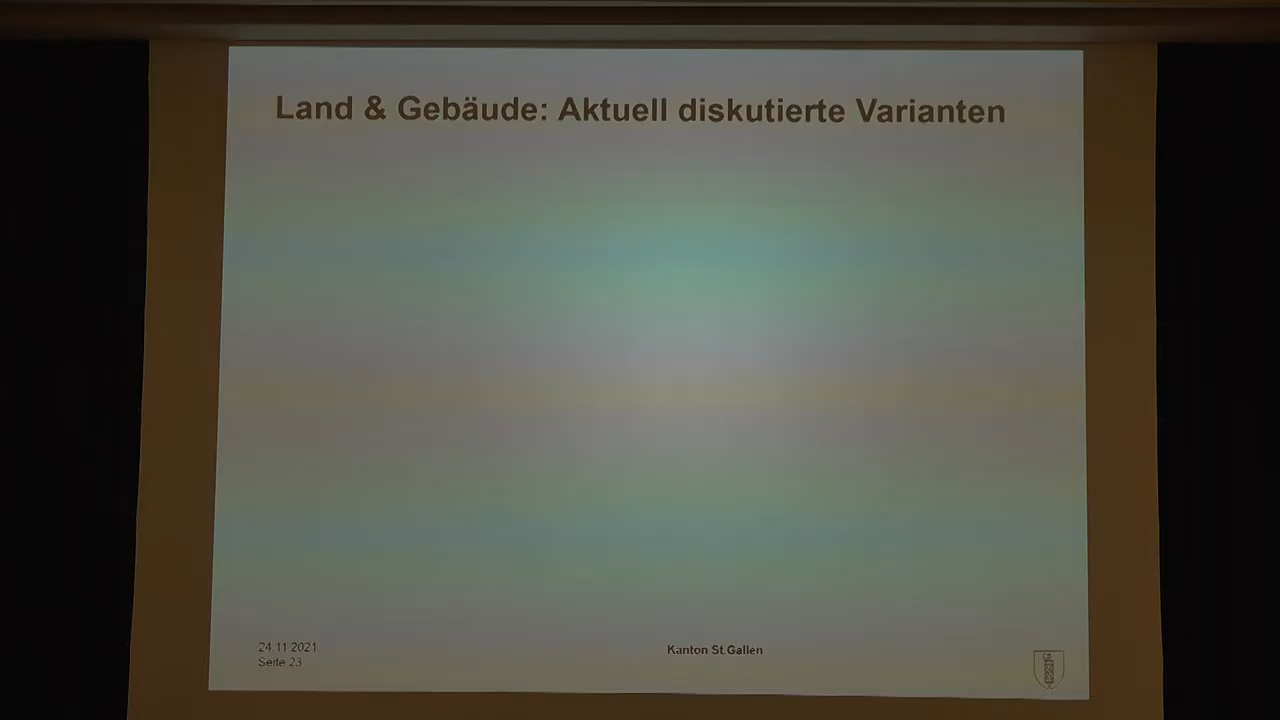 Land & Gebäude: Aktuell diskutierte Varianten
24.11.2021
Seite 23
Kanton St.Gallen